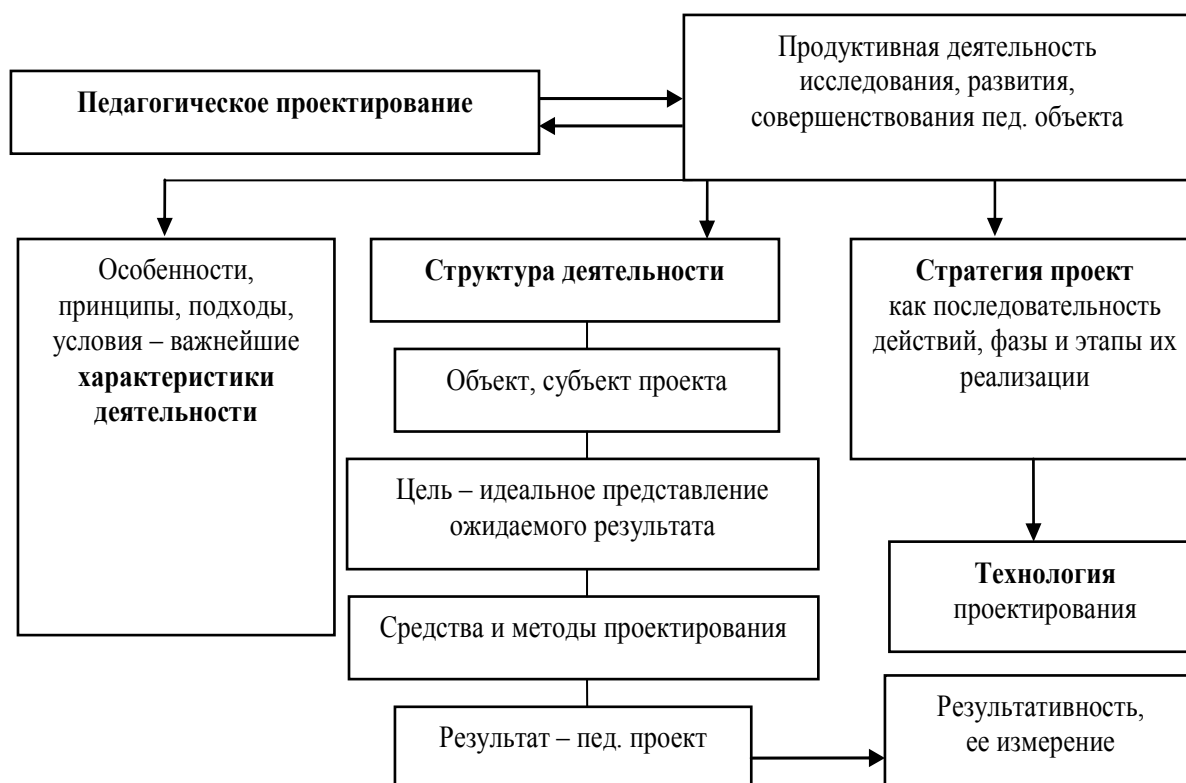 Педагогическое проектирование
Продуктивная деятельность
исследования, развития,
совершенствования пед. объекта
Особенности,
принципы, подходы,
условия – важнейшие
характеристики
деятельности
Структура деятельности
Объект, субъект проекта
Цель – идеальное представление
ожидаемого результата
Средства и методы проектирования
Результат – пед. проект
Стратегия проект
как последовательность
действий, фазы и этапы их
реализации
Технология
проектирования
Результативность,
ее измерение